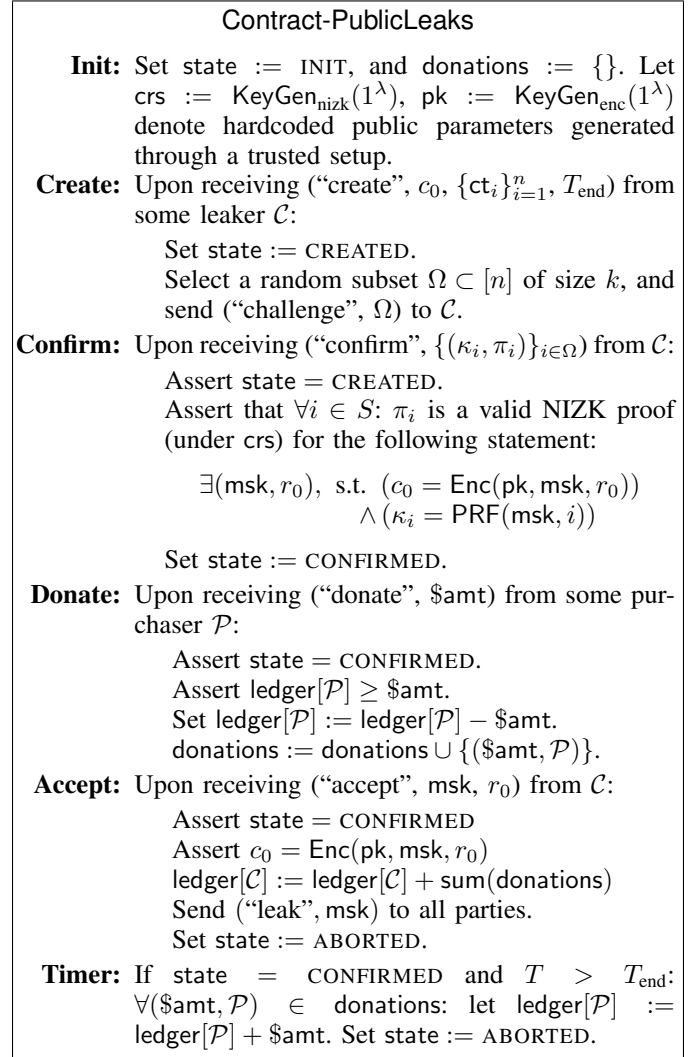 Contract-PublicLeaks
Init: Set state := INIT, and donations := {}. Let
crs := KeyGen_nizk(1^λ), pk := KeyGen_enc(1^λ)
denote hardcoded public parameters generated
through a trusted setup.
Create: Upon receiving (“create”, c_0, {ct_i}_{i=1}^n, T_end) from
some leaker 𝒞:
Set state := CREATED.
Select a random subset Ω ⊂ [n] of size k, and
send (“challenge”, Ω) to 𝒞.
Confirm: Upon receiving (“confirm”, {(κ_i, π_i)}_{i∈Ω}) from 𝒞:
Assert state = CREATED.
Assert that ∀i ∈ S: π_i is a valid NIZK proof
(under crs) for the following statement:
∃(msk, r_0), s.t. (c_0 = Enc(pk, msk, r_0))
∧ (κ_i = PRF(msk, i))
Set state := CONFIRMED.
Donate: Upon receiving (“donate”, $amt) from some pur-
chaser 𝒫:
Assert state = CONFIRMED.
Assert ledger[𝒫] ≥ $amt.
Set ledger[𝒫] := ledger[𝒫] − $amt.
donations := donations ∪ {($amt, 𝒫)}.
Accept: Upon receiving (“accept”, msk, r_0) from 𝒞:
Assert state = CONFIRMED
Assert c_0 = Enc(pk, msk, r_0)
ledger[𝒞] := ledger[𝒞] + sum(donations)
Send (“leak”, msk) to all parties.
Set state := ABORTED.
Timer: If state = CONFIRMED and T > T_end:
∀($amt, 𝒫) ∈ donations: let ledger[𝒫] :=
ledger[𝒫] + $amt. Set state := ABORTED.